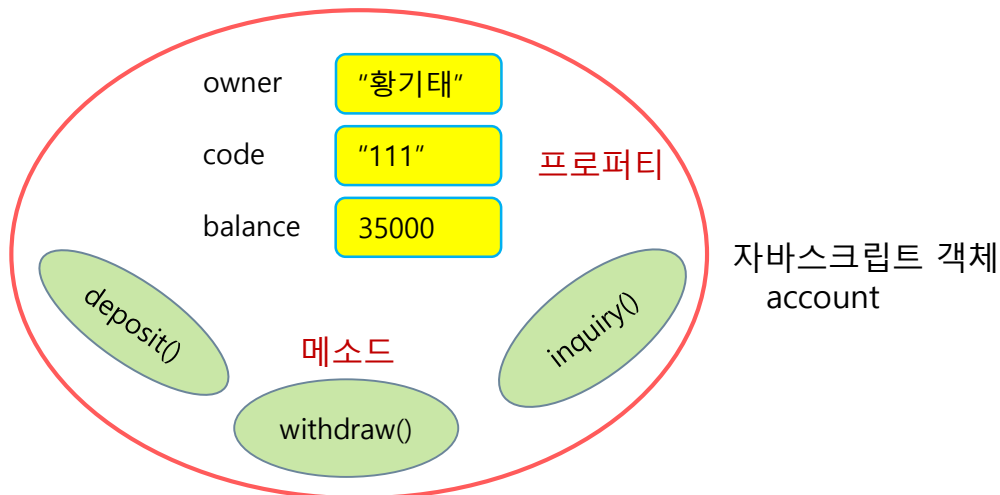 owner "황기태"
code "111"
프로퍼티
balance 35000
자바스크립트 객체
account
deposit()
inquiry()
메소드
withdraw()